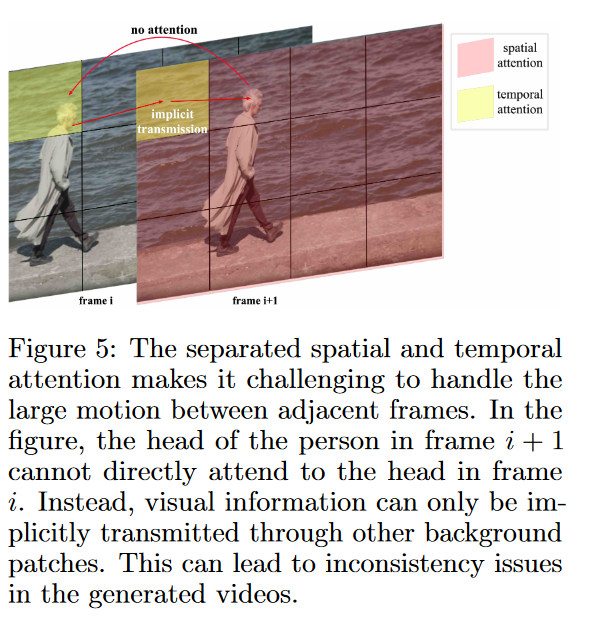 no attention
spatial
attention
temporal
attention
implicit
transmission
frame i
frame i+1
Figure 5: The separated spatial and temporal
attention makes it challenging to handle the
large motion between adjacent frames. In the
figure, the head of the person in frame i + 1
cannot directly attend to the head in frame
i. Instead, visual information can only be im-
plicitly transmitted through other background
patches. This can lead to inconsistency issues
in the generated videos.